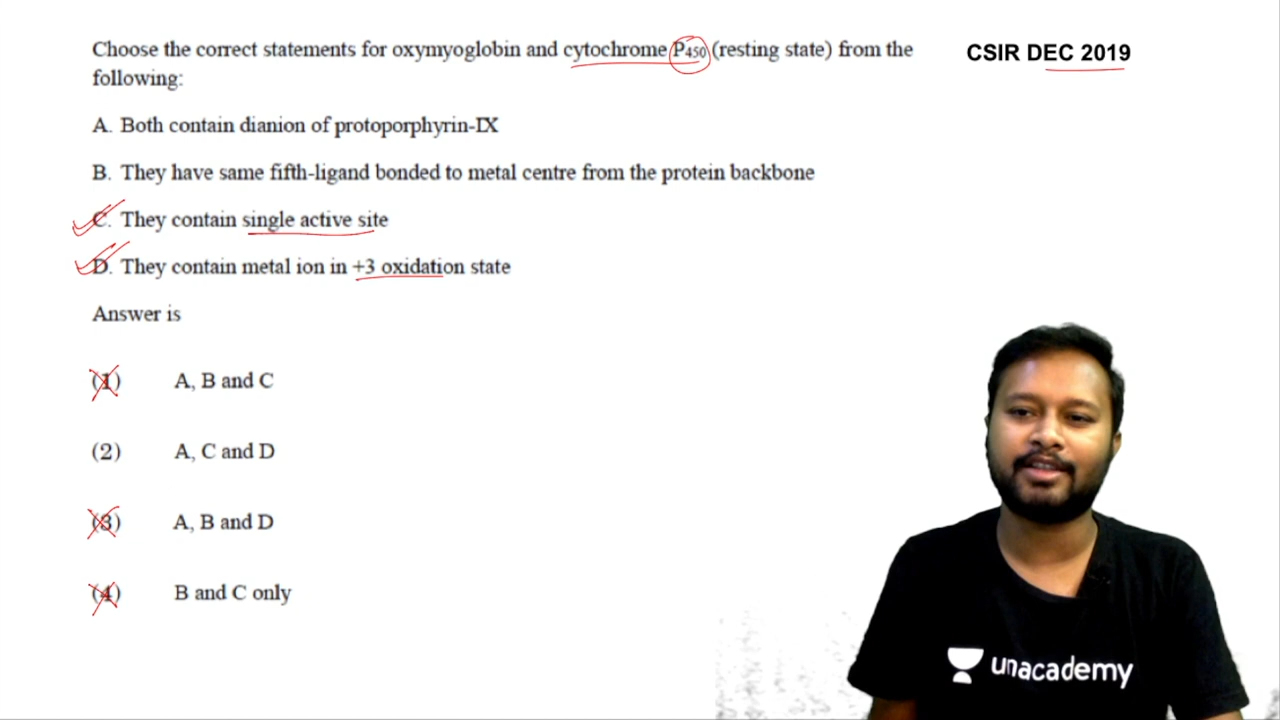 Choose the correct statements for oxymyoglobin and cytochrome P450 (resting state) from the
CSIR DEC 2019
following:
A. Both contain dianion of protoporphyrin-IX
B. They have same fifth-ligand bonded to metal centre from the protein backbone
C. They contain single active site
D. They contain metal ion in +3 oxidation state
Answer is
(1) A, B and C
(2) A, C and D
(3) A, B and D
(4) B and C only
unacademy